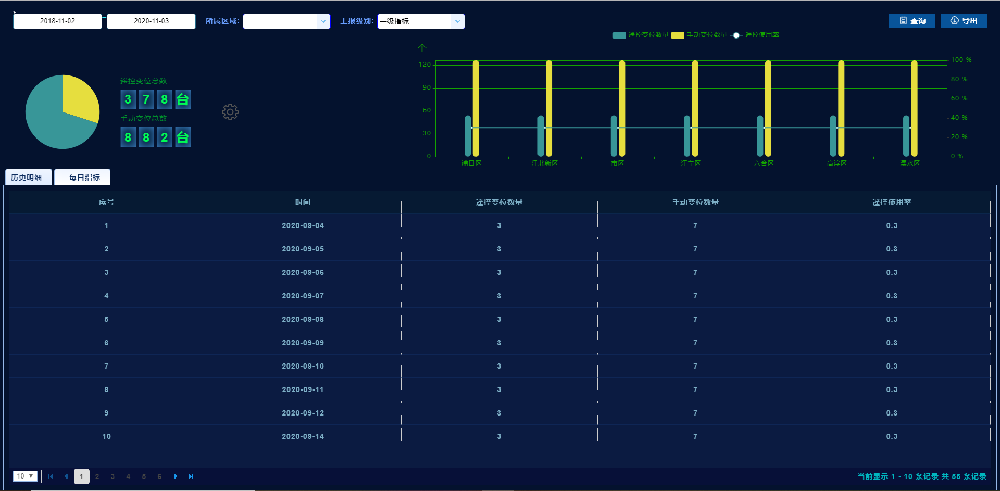 2018-11-02 ~ 2020-11-03 所属区域: 上报级别: 一级指标 查询 导出
遥控变位数量 手动变位数量 遥控使用率
个
120
90
60
30
0
100 %
80 %
60 %
40 %
20 %
0 %
浦口区 江北新区 市区 江宁区 六合区 高淳区 溧水区
遥控变位总数
3 7 8 台
手动变位总数
8 8 2 台
历史明细 每日指标
序号 时间 遥控变位数量 手动变位数量 遥控使用率
1 2020-09-04 3 7 0.3
2 2020-09-05 3 7 0.3
3 2020-09-06 3 7 0.3
4 2020-09-07 3 7 0.3
5 2020-09-08 3 7 0.3
6 2020-09-09 3 7 0.3
7 2020-09-10 3 7 0.3
8 2020-09-11 3 7 0.3
9 2020-09-12 3 7 0.3
10 2020-09-14 3 7 0.3
10 1 2 3 4 5 6 当前显示 1 - 10 条记录 共 55 条记录